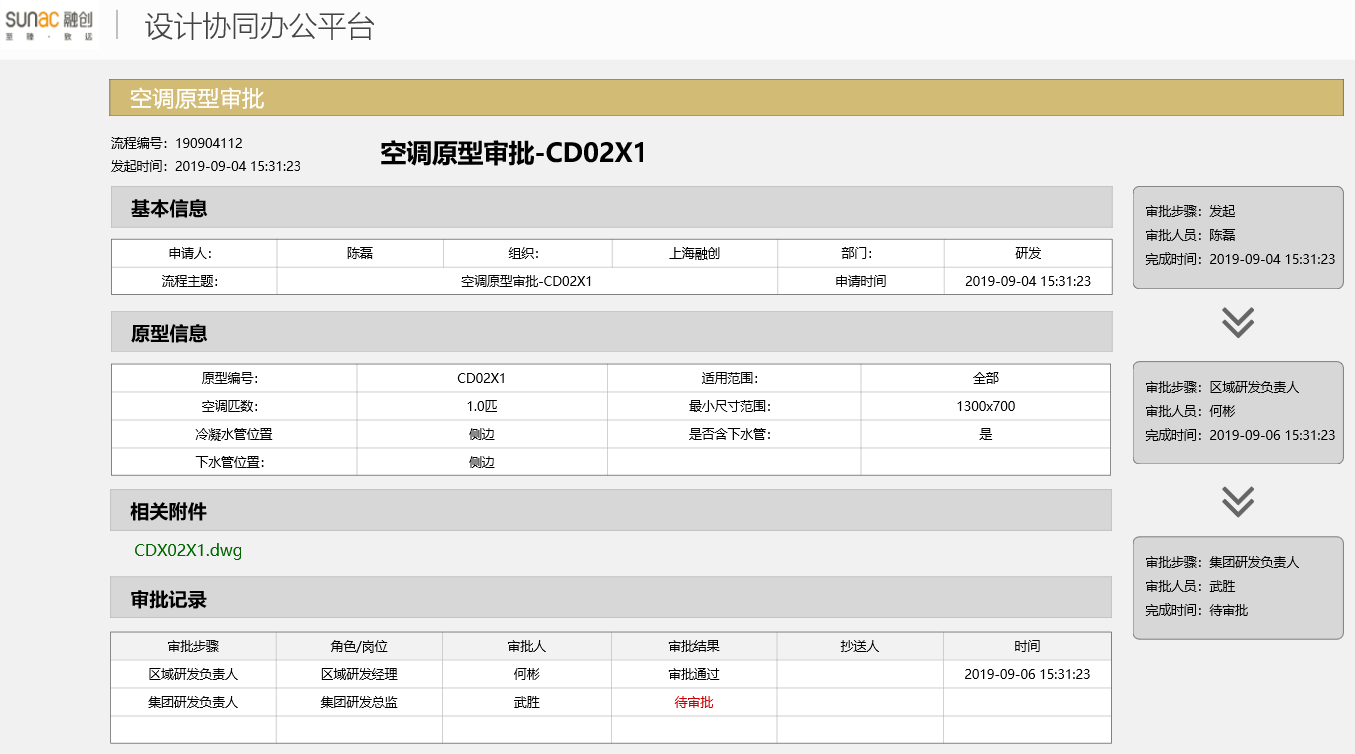 sunac 融创
至臻·致远
设计协同办公平台
空调原型审批
流程编号: 190904112
发起时间: 2019-09-04 15:31:23
空调原型审批-CD02X1
基本信息
申请人: 陈磊 组织: 上海融创 部门: 研发
流程主题: 空调原型审批-CD02X1 申请时间 2019-09-04 15:31:23
原型信息
原型编号: CD02X1 适用范围: 全部
空调匹数: 1.0匹 最小尺寸范围: 1300x700
冷凝水管位置 侧边 是否含下水管: 是
下水管位置: 侧边
相关附件
CDX02X1.dwg
审批记录
审批步骤 角色/岗位 审批人 审批结果 抄送人 时间
区域研发负责人 区域研发经理 何彬 审批通过 2019-09-06 15:31:23
集团研发负责人 集团研发总监 武胜 待审批
审批步骤: 发起
审批人员: 陈磊
完成时间: 2019-09-04 15:31:23
审批步骤: 区域研发负责人
审批人员: 何彬
完成时间: 2019-09-06 15:31:23
审批步骤: 集团研发负责人
审批人员: 武胜
完成时间: 待审批